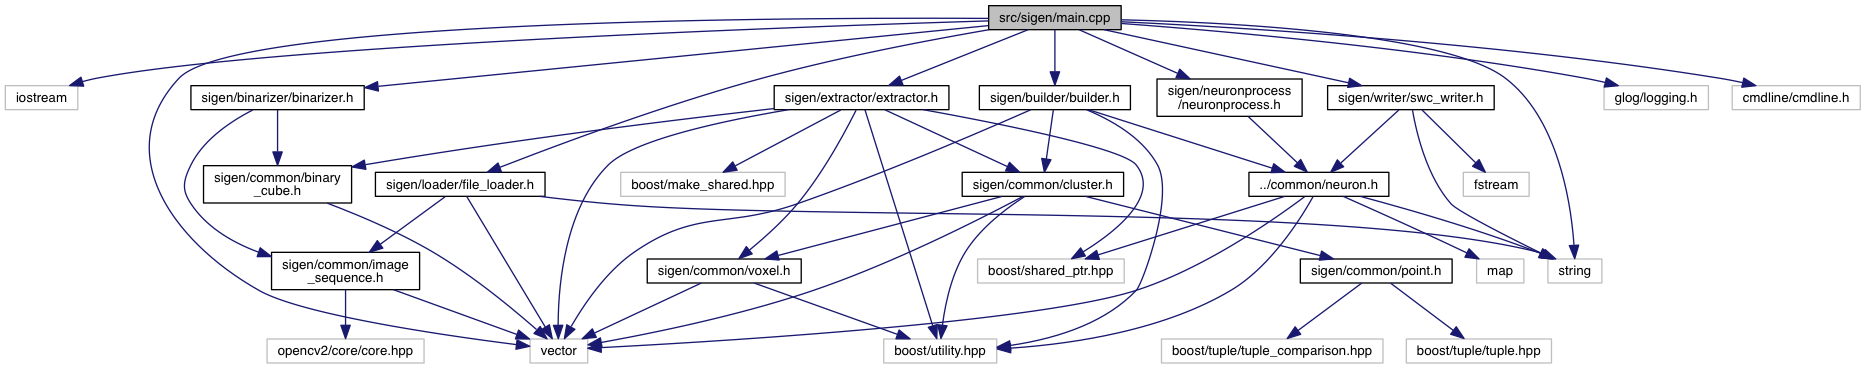 src/sigen/main.cpp
iostream
sigen/binarizer/binarizer.h
sigen/extractor/extractor.h
sigen/builder/builder.h
sigen/neuronprocess
/neuronprocess.h
sigen/writer/swc_writer.h
glog/logging.h
cmdline/cmdline.h
sigen/common/binary
_cube.h
sigen/loader/file_loader.h
boost/make_shared.hpp
sigen/common/cluster.h
../common/neuron.h
fstream
sigen/common/image
_sequence.h
sigen/common/voxel.h
boost/shared_ptr.hpp
sigen/common/point.h
map
string
opencv2/core/core.hpp
vector
boost/utility.hpp
boost/tuple/tuple_comparison.hpp
boost/tuple/tuple.hpp